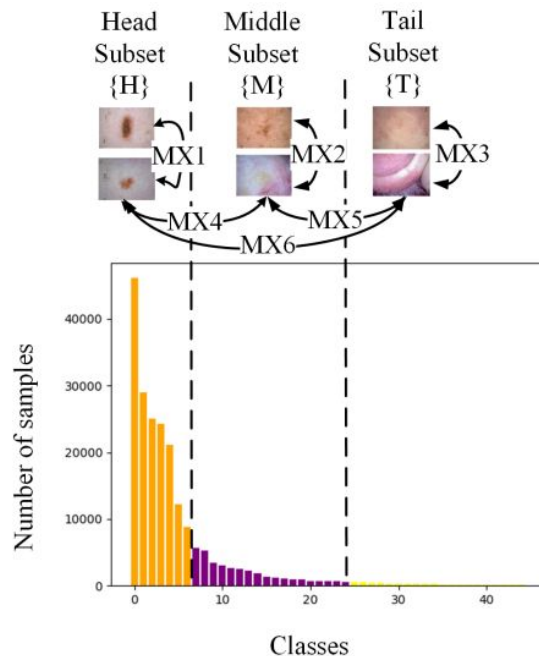 Head Subset {H}
Middle Subset {M}
Tail Subset {T}
MX1
MX2
MX3
MX4
MX5
MX6
40000
30000
20000
10000
0
Number of samples
0 10 20 30 40
Classes